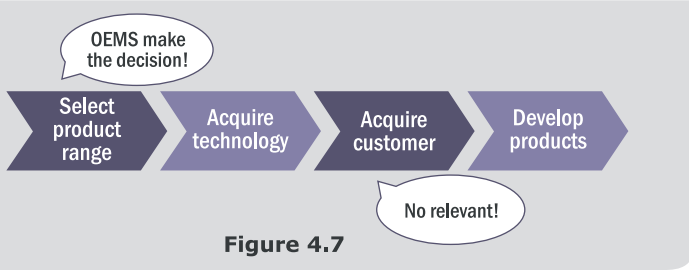 OEMS make
the decision!
Select
product
range
Acquire
technology
Acquire
customer
Develop
products
No relevant!
Figure 4.7